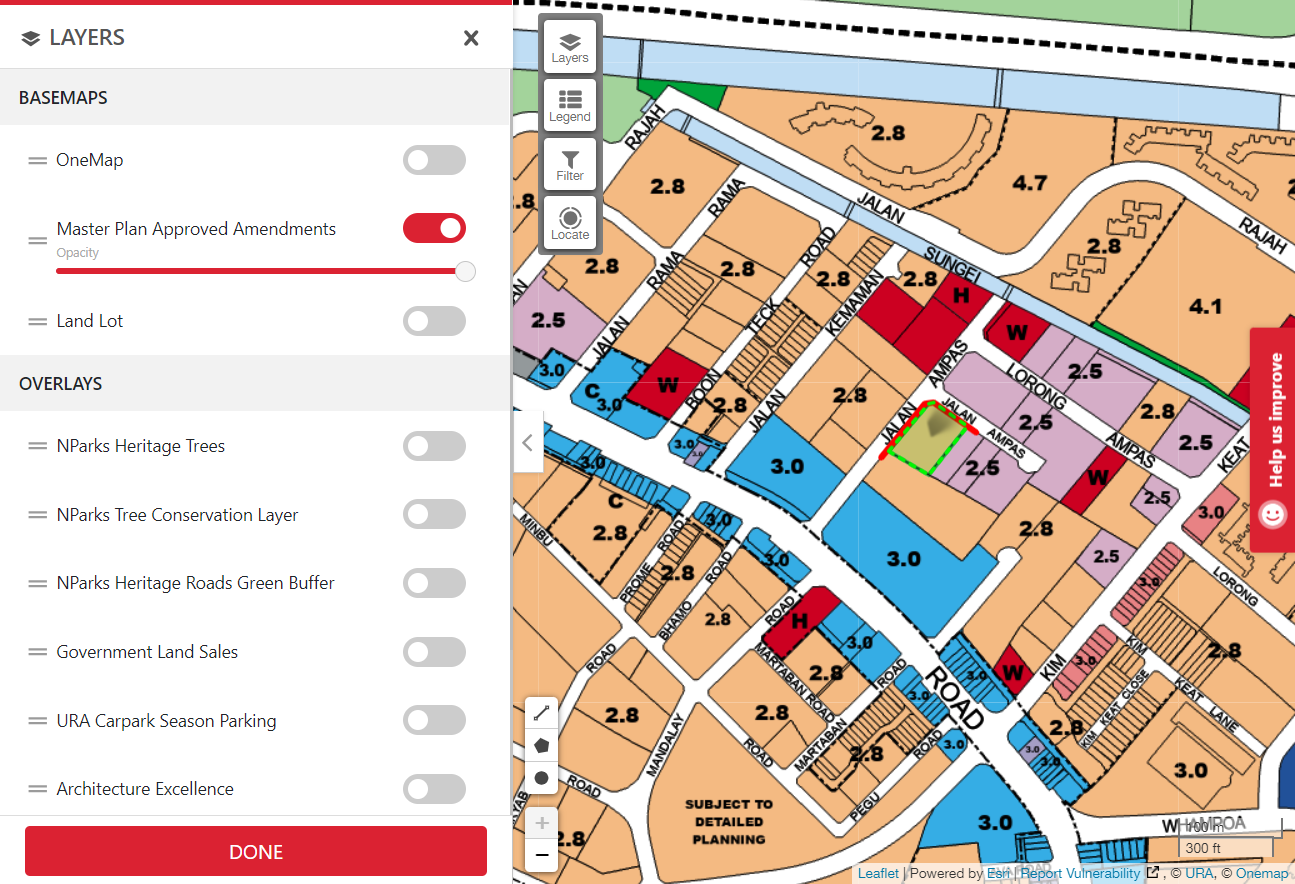 LAYERS
BASEMAPS
OneMap
Master Plan Approved Amendments
Opacity
Land Lot
OVERLAYS
NParks Heritage Trees
NParks Tree Conservation Layer
NParks Heritage Roads Green Buffer
Government Land Sales
URA Carpark Season Parking
Architecture Excellence
DONE
Layers
Legend
Filter
Locate
RAJAH
2.8
4.7
2.8
RAMA
JALAN
.8
RAJAH
2.8
ROAD
SUNGEI
2.8
RAMA
2.8
2.8
KEMAMAN
2.8
H
4.1
2.5
JALAN
TECK
W
AMPAS
LORONG
2.5
3.0
C
3.0
W
BOON
2.8
JALAN
2.8
JALAN
JALAN
AMPAS
2.5
2.8
AMPAS
2.5
KEAT
Help us improve
3.0
3.0
3.0
3.0
2.5
W
2.5
3.0
C
2.8
MINBU
3.0
ROAD
PROME
2.8
ROAD
BHAMO
3.0
3.0
2.8
2.5
3.0
LORONG
2.8
ROAD
H
3.0
MARTABAN ROAD
2.8
ROAD
3.0
ROAD
3.0
W
KIM
3.0
KIM
KEAT
LANE
2.8
ROAD
2.8
MANDALAY
2.8
ROAD
MARTABAN
2.8
ROAD
3.0
PEGU
3.0
3.0
2.8
KIM KEAT CLOSE
3.0
ROAD
2.8
SUBJECT TO
DETAILED
PLANNING
3.0
WHAMPOA
100 m
300 ft
Leaflet | Powered by Esri | Report Vulnerability , © URA, © Onemap